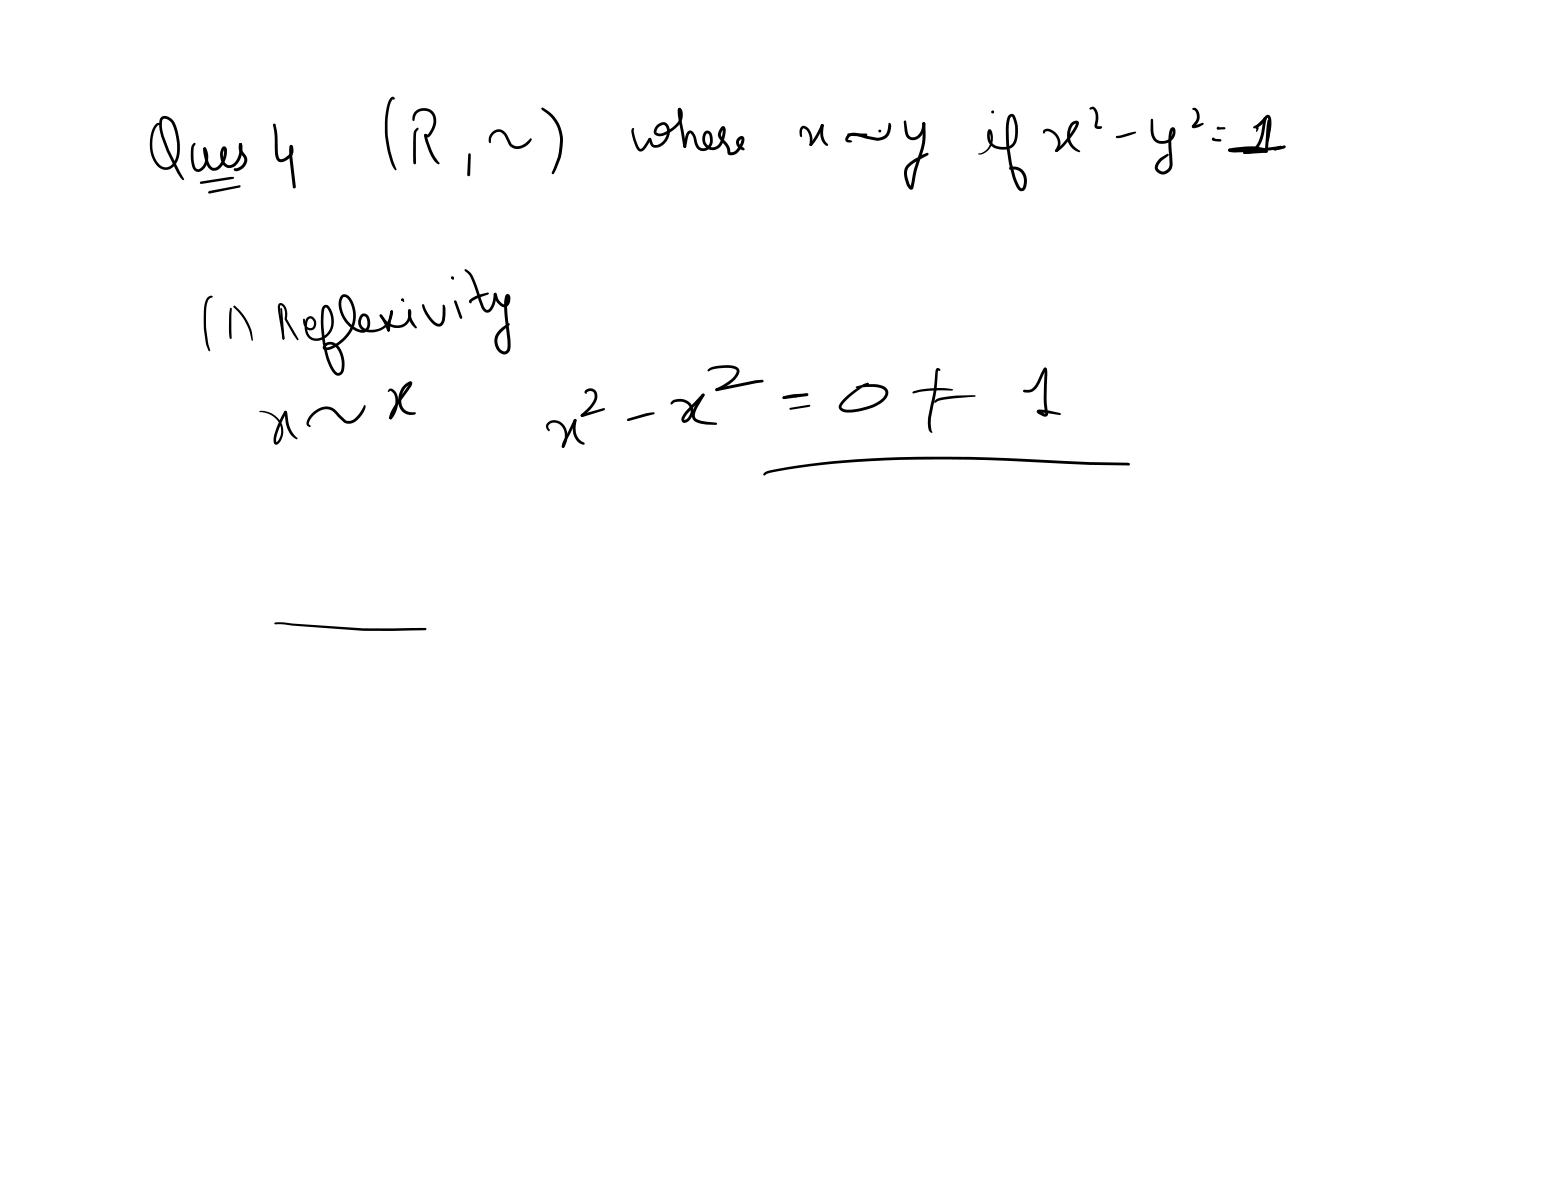 Ques 4 (R, ~) where x ~ y if x² - y² = 1
(1) Reflexivity
x ~ x x² - x² = 0 ≠ 1